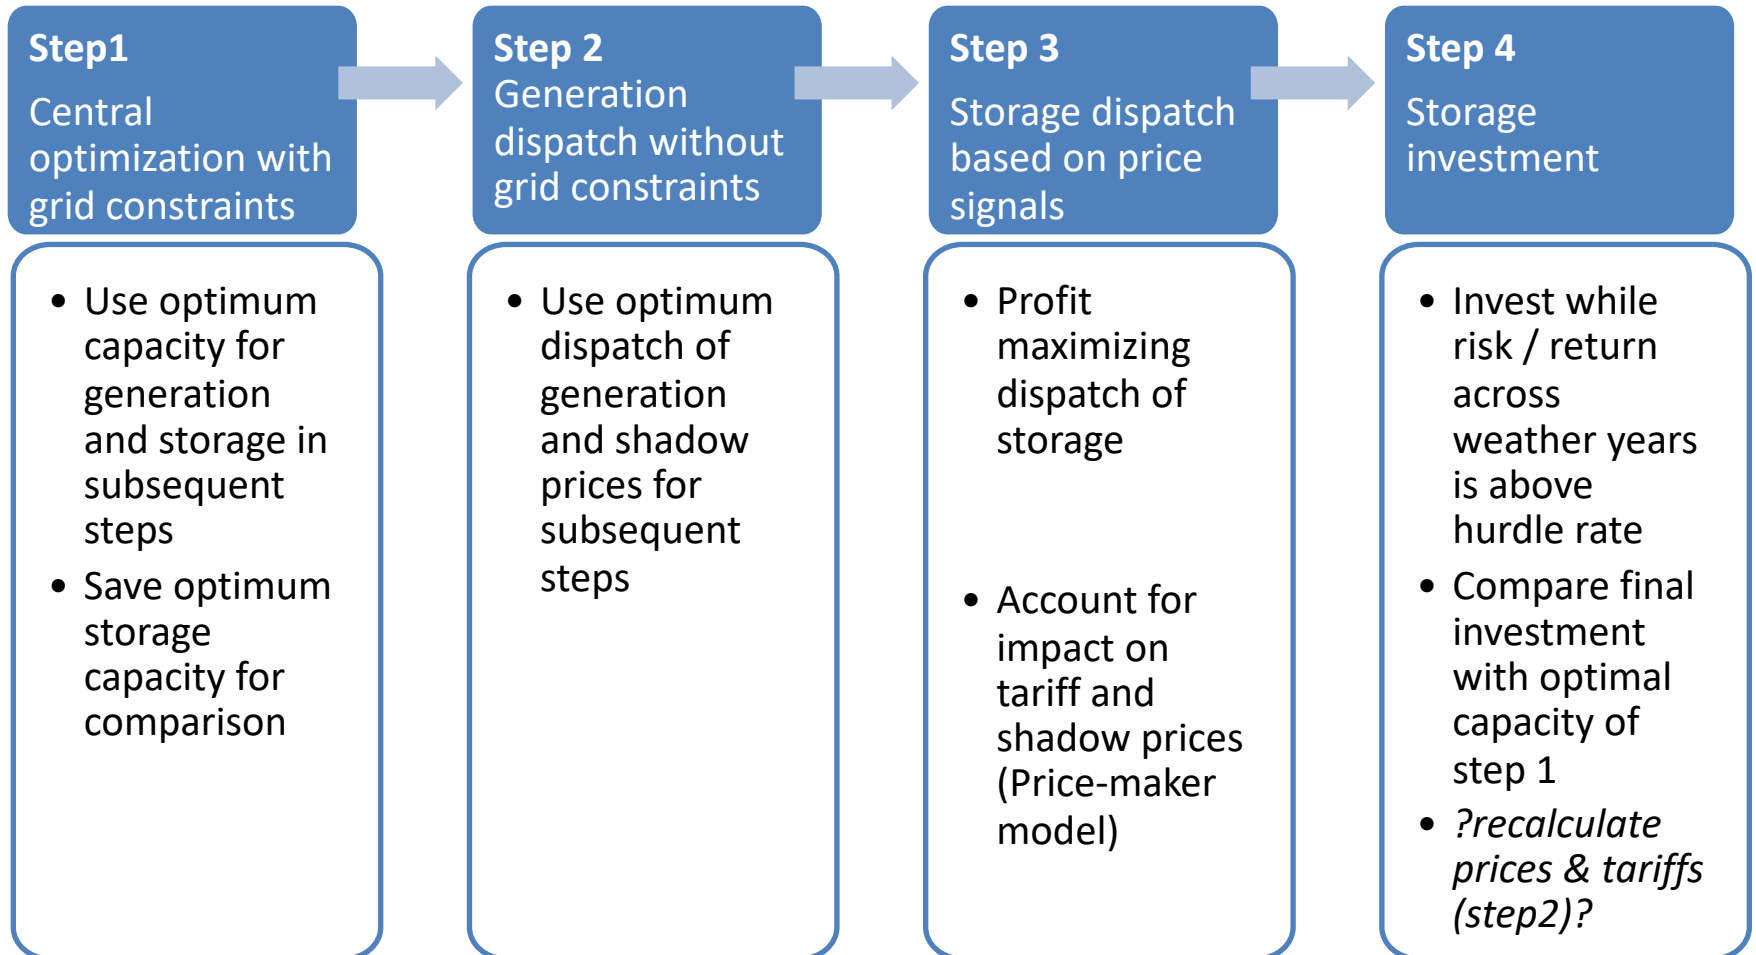 Step1
Central
optimization with
grid constraints
• Use optimum
capacity for
generation
and storage in
subsequent
steps
• Save optimum
storage
capacity for
comparison
Step 2
Generation
dispatch without
grid constraints
• Use optimum
dispatch of
generation
and shadow
prices for
subsequent
steps
Step 3
Storage dispatch
based on price
signals
• Profit
maximizing
dispatch of
storage
• Account for
impact on
tariff and
shadow prices
(Price-maker
model)
Step 4
Storage
investment
• Invest while
risk / return
across
weather years
is above
hurdle rate
• Compare final
investment
with optimal
capacity of
step 1
• ?recalculate
prices & tariffs
(step2)?